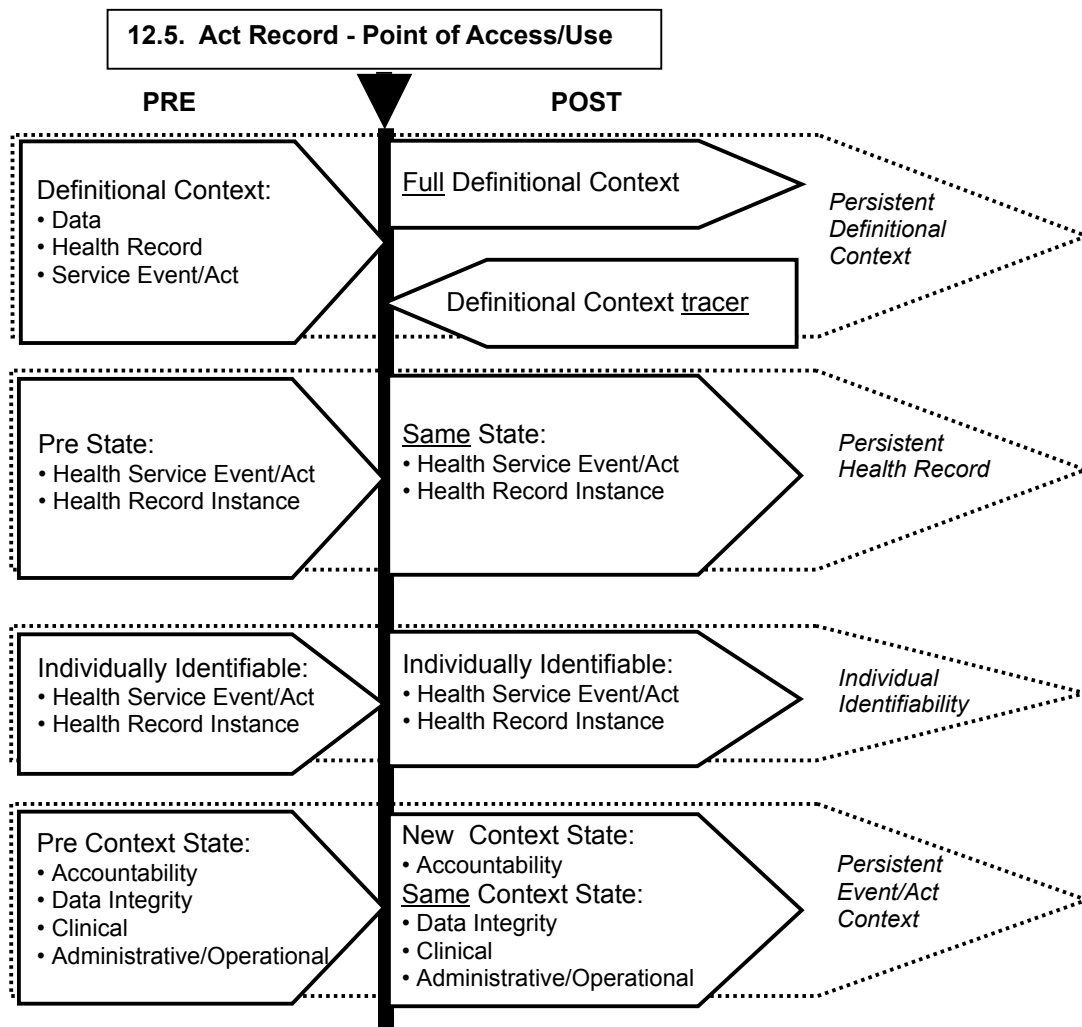 12.5. Act Record - Point of Access/Use
PRE
POST
Definitional Context:
• Data
• Health Record
• Service Event/Act
Full Definitional Context
Definitional Context tracer
Persistent
Definitional
Context
Pre State:
• Health Service Event/Act
• Health Record Instance
Same State:
• Health Service Event/Act
• Health Record Instance
Persistent
Health Record
Individually Identifiable:
• Health Service Event/Act
• Health Record Instance
Individually Identifiable:
• Health Service Event/Act
• Health Record Instance
Individual
Identifiability
Pre Context State:
• Accountability
• Data Integrity
• Clinical
• Administrative/Operational
New Context State:
• Accountability
Same Context State:
• Data Integrity
• Clinical
• Administrative/Operational
Persistent
Event/Act
Context